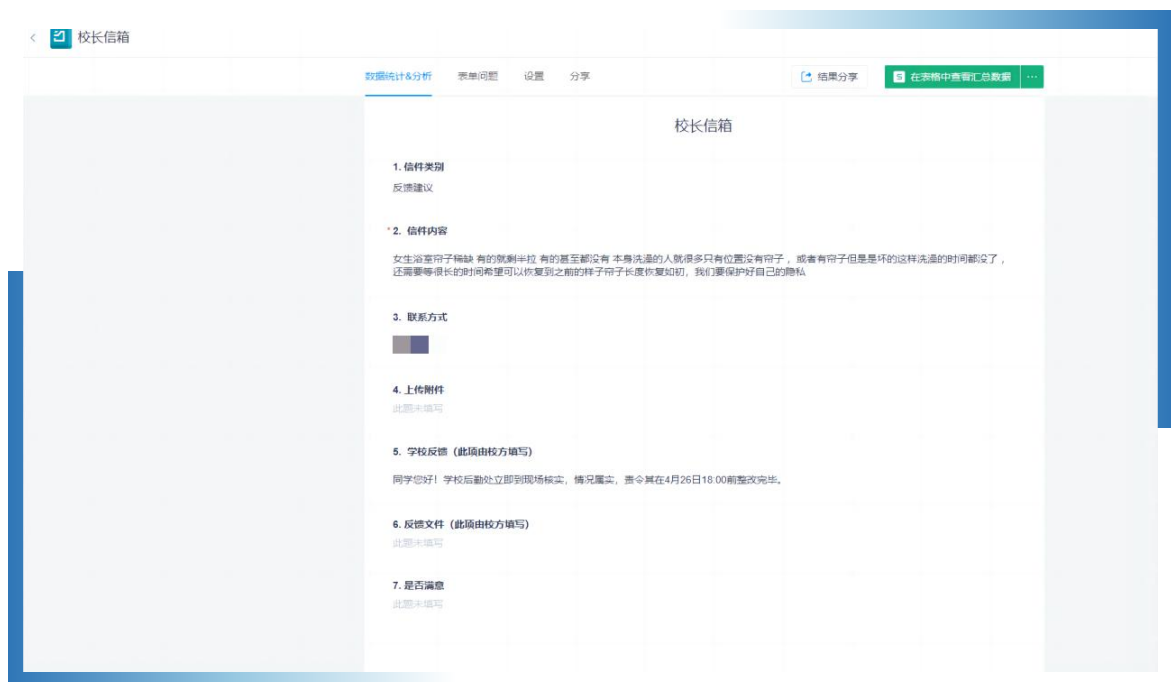 校长信箱
数据统计&分析 表单问题 设置 分享 结果分享 在表格中查看汇总数据 ···
校长信箱
1. 信件类别
反馈建议
*2. 信件内容
女生浴室帘子稀缺 有的就剩半拉 有的甚至都没有 本身洗澡的人就很多只有位置没有帘子 ，或者有帘子但是是坏的这样洗澡的时间都没了 ，
还需要等很长的时间希望可以恢复到之前的样子帘子长度恢复如初，我们要保护好自己的隐私
3. 联系方式
4. 上传附件
此题未填写
5. 学校反馈（此项由校方填写）
同学您好！学校后勤处立即到现场核实，情况属实，责令其在4月26日18:00前整改完毕。
6. 反馈文件（此项由校方填写）
此题未填写
7. 是否满意
此题未填写